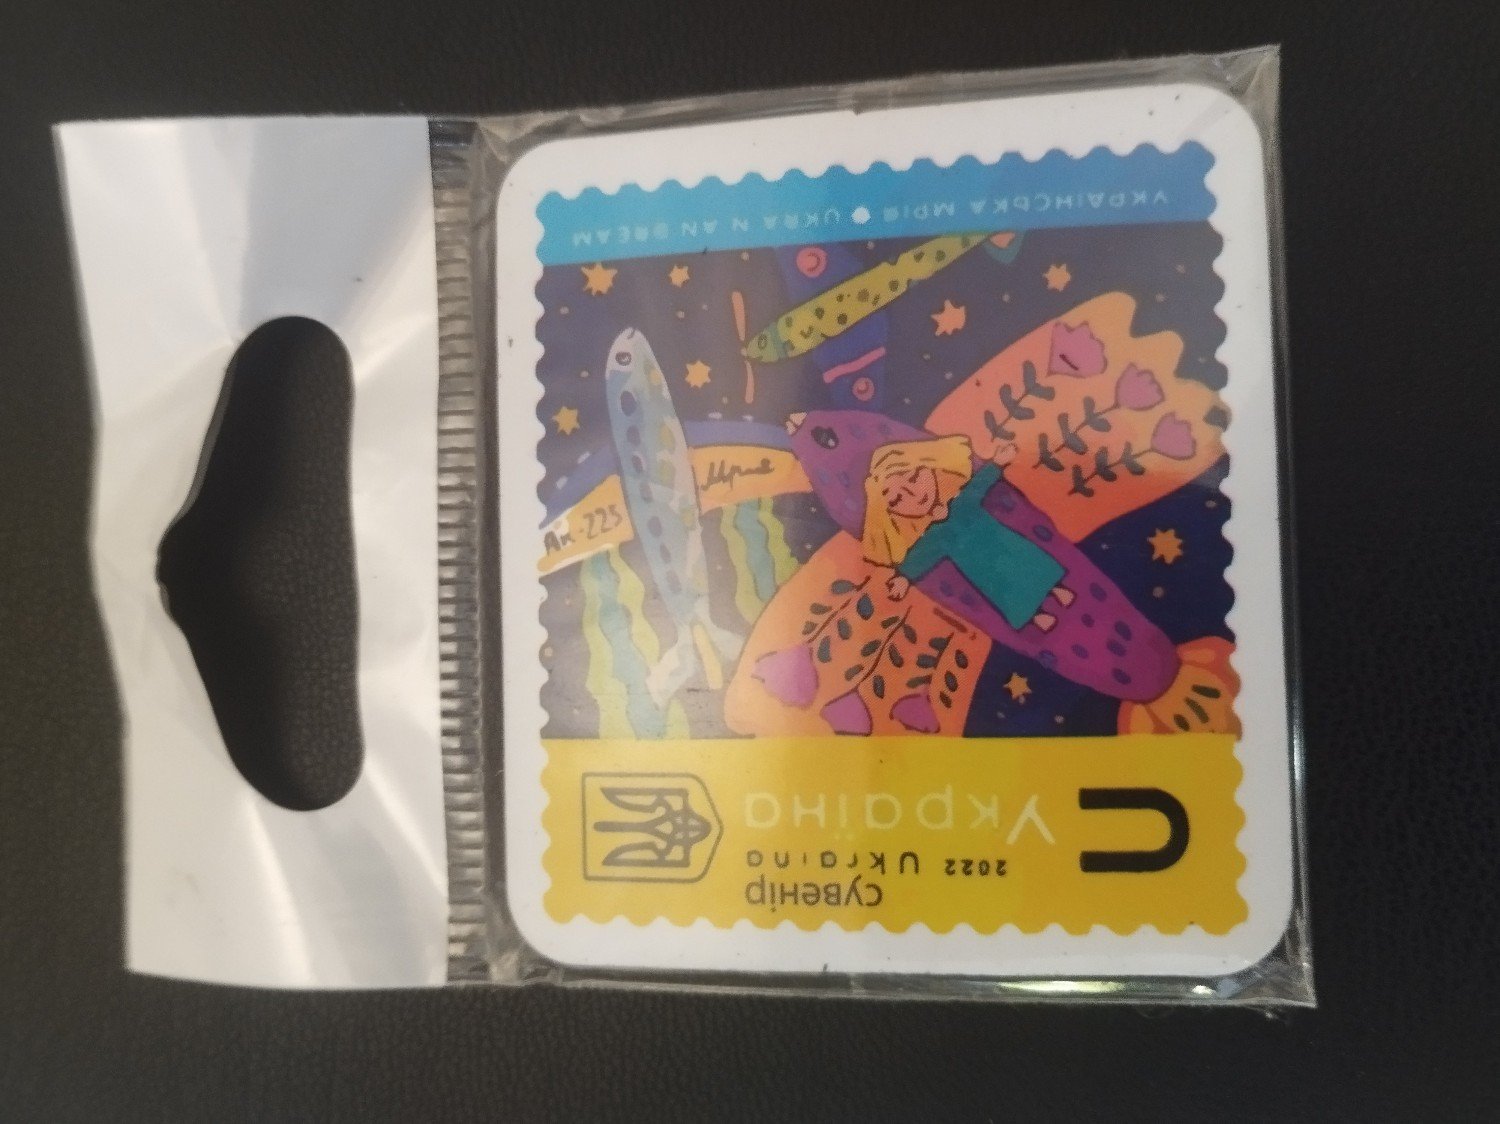 сувенір
2022 Ukraina
U Україна
Мрія
Ан-225
УКРАЇНСЬКА МРІЯ UKRAINIAN DREAM